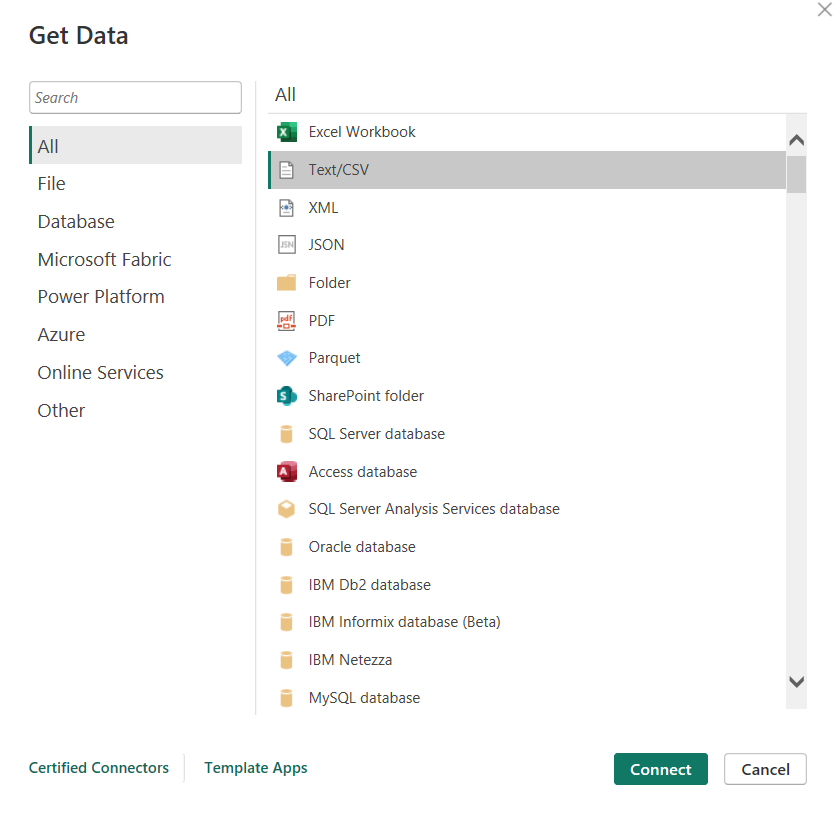 Get Data
Search
All
File
Database
Microsoft Fabric
Power Platform
Azure
Online Services
Other
All
Excel Workbook
Text/CSV
XML
JSON
Folder
PDF
Parquet
SharePoint folder
SQL Server database
Access database
SQL Server Analysis Services database
Oracle database
IBM Db2 database
IBM Informix database (Beta)
IBM Netezza
MySQL database
Certified Connectors
Template Apps
Connect
Cancel